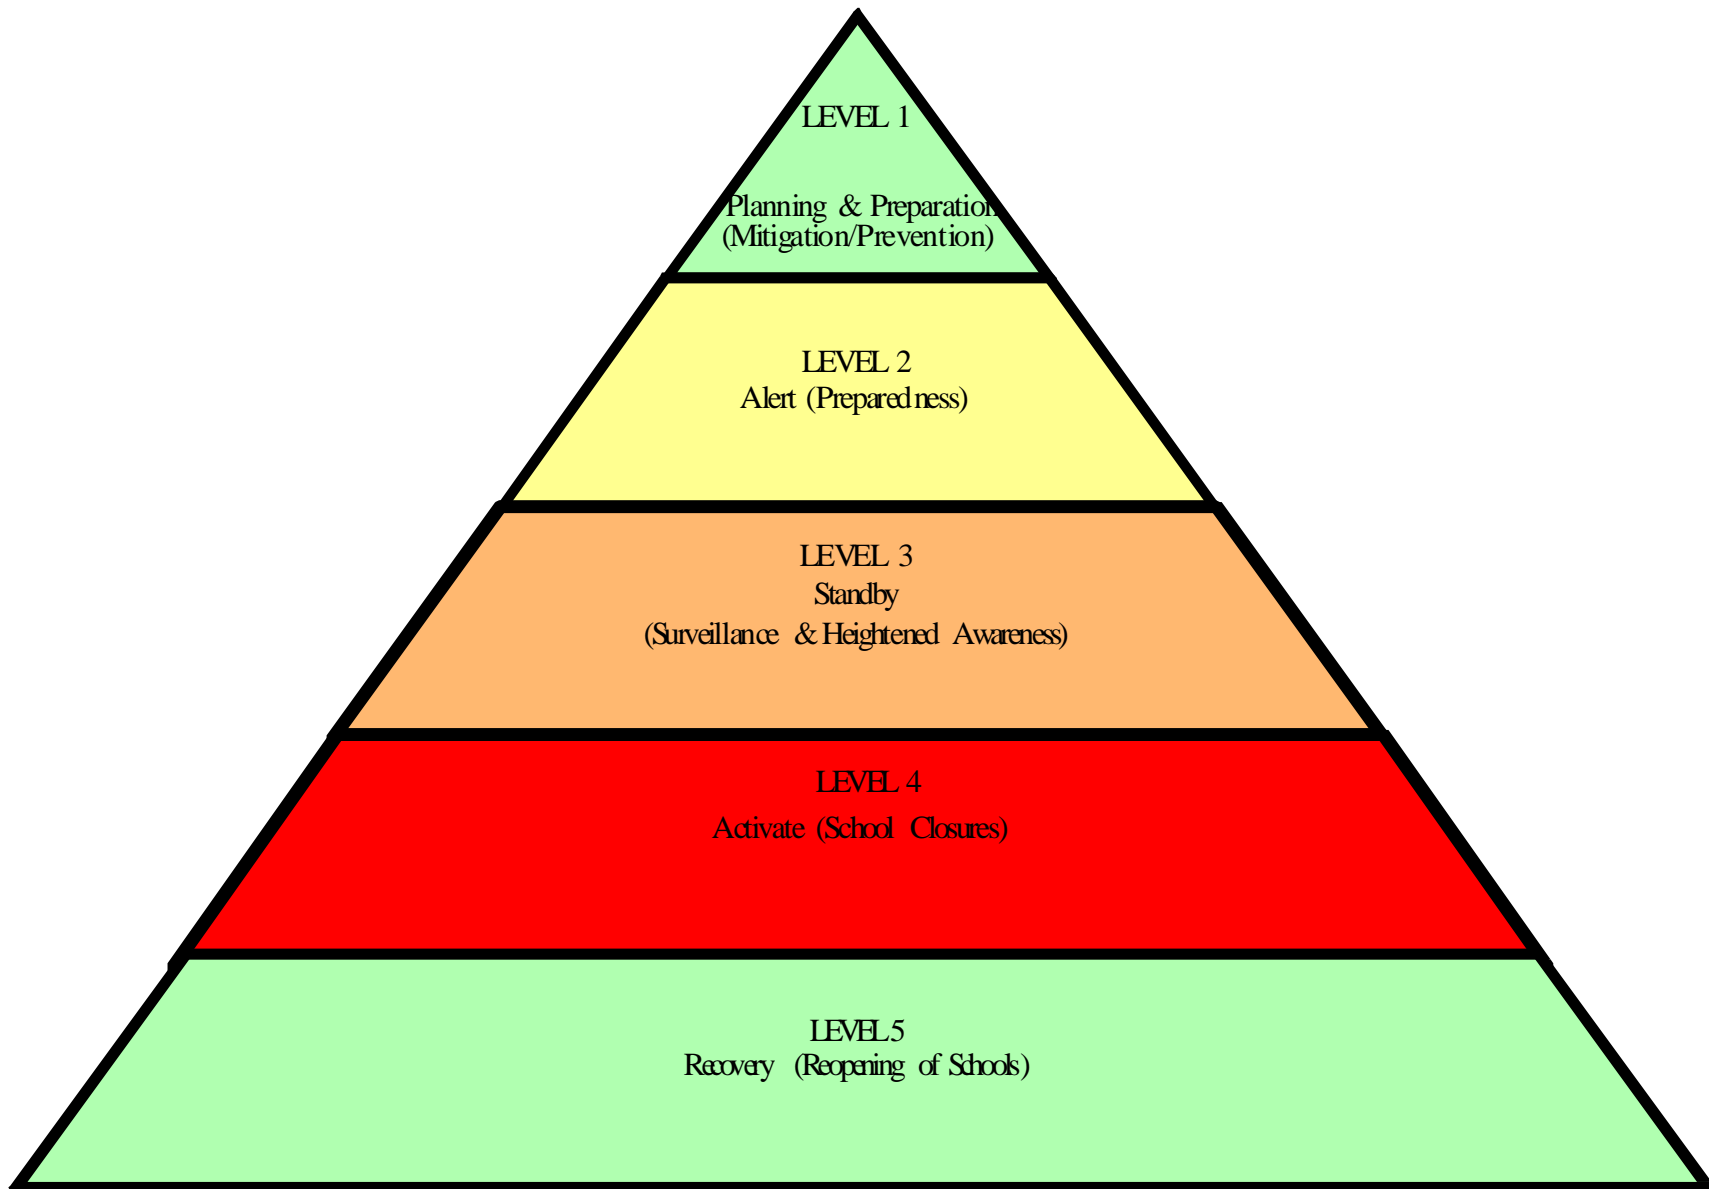 LEVEL 1
Planning & Preparation
(Mitigation/Prevention)
LEVEL 2
Alert (Preparedness)
LEVEL 3
Standby
(Surveillance & Heightened Awareness)
LEVEL 4
Activate (School Closures)
LEVEL 5
Recovery (Reopening of Schools)